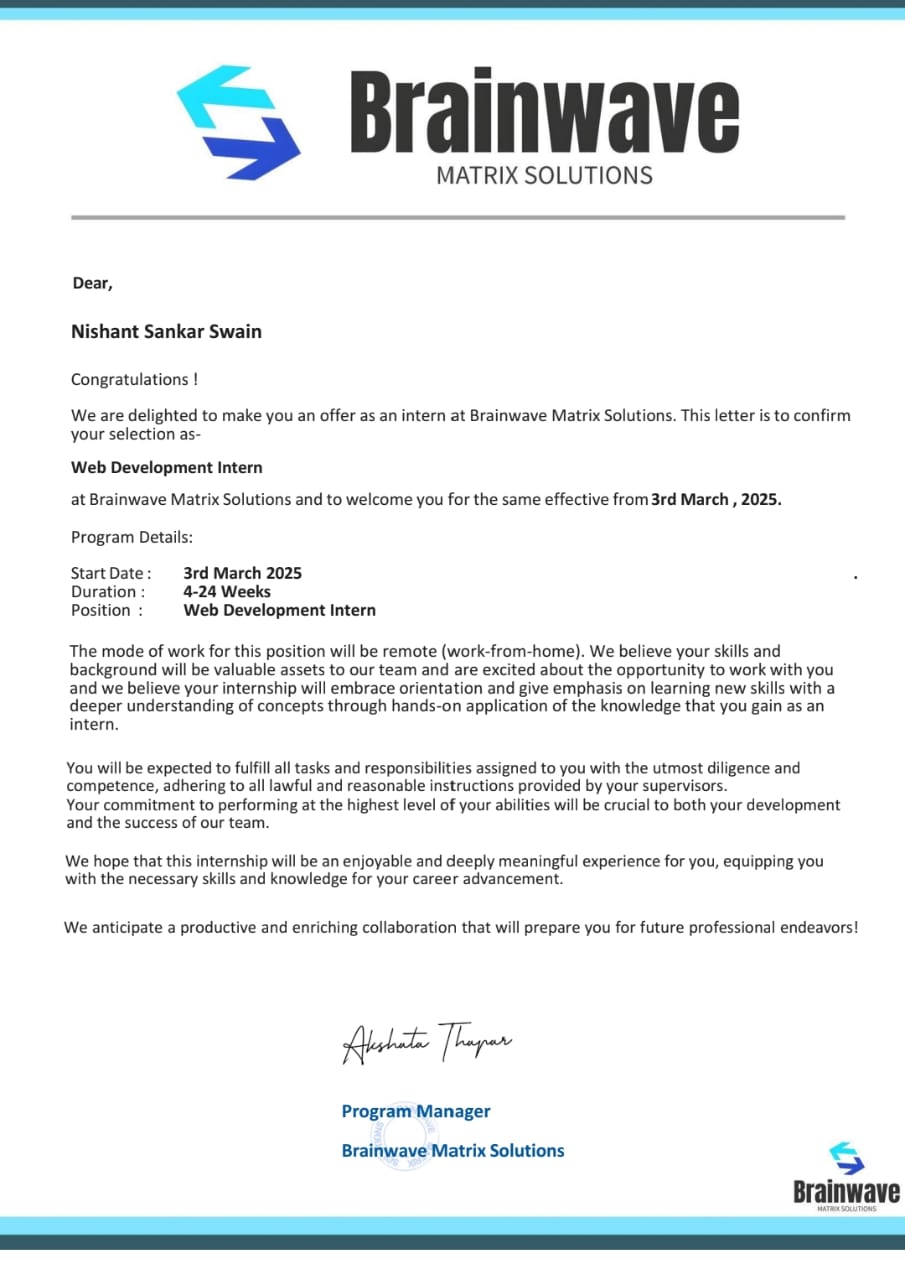 Brainwave
MATRIX SOLUTIONS
Dear,
Nishant Sankar Swain
Congratulations !
We are delighted to make you an offer as an intern at Brainwave Matrix Solutions. This letter is to confirm
your selection as-
Web Development Intern
at Brainwave Matrix Solutions and to welcome you for the same effective from 3rd March , 2025.
Program Details:
Start Date : 3rd March 2025
.
Duration : 4-24 Weeks
Position : Web Development Intern
The mode of work for this position will be remote (work-from-home). We believe your skills and
background will be valuable assets to our team and are excited about the opportunity to work with you
and we believe your internship will embrace orientation and give emphasis on learning new skills with a
deeper understanding of concepts through hands-on application of the knowledge that you gain as an
intern.
You will be expected to fulfill all tasks and responsibilities assigned to you with the utmost diligence and
competence, adhering to all lawful and reasonable instructions provided by your supervisors.
Your commitment to performing at the highest level of your abilities will be crucial to both your development
and the success of our team.
We hope that this internship will be an enjoyable and deeply meaningful experience for you, equipping you
with the necessary skills and knowledge for your career advancement.
We anticipate a productive and enriching collaboration that will prepare you for future professional endeavors!
Akshata Thapar
Program Manager
Brainwave Matrix Solutions
Brainwave
MATRIX SOLUTIONS